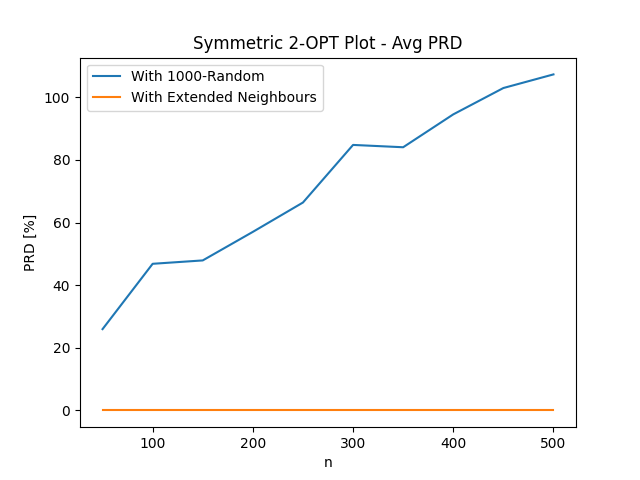 Symmetric 2-OPT Plot - Avg PRD
With 1000-Random
With Extended Neighbours
PRD [%]
100
80
60
40
20
0
100 200 300 400 500
n